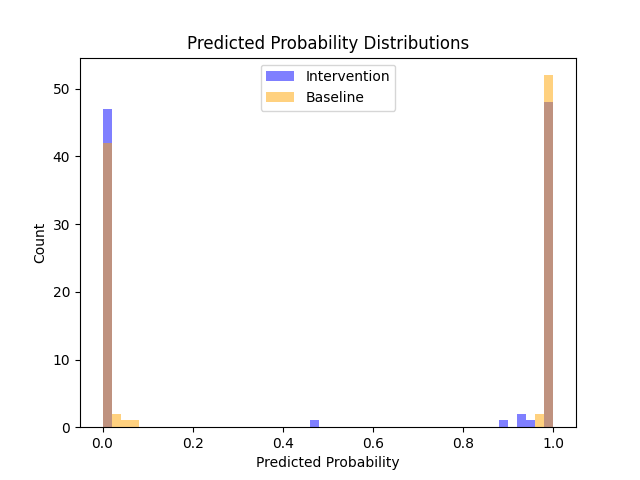 Predicted Probability Distributions
Intervention
Baseline
Count
50
40
30
20
10
0
0.0 0.2 0.4 0.6 0.8 1.0
Predicted Probability